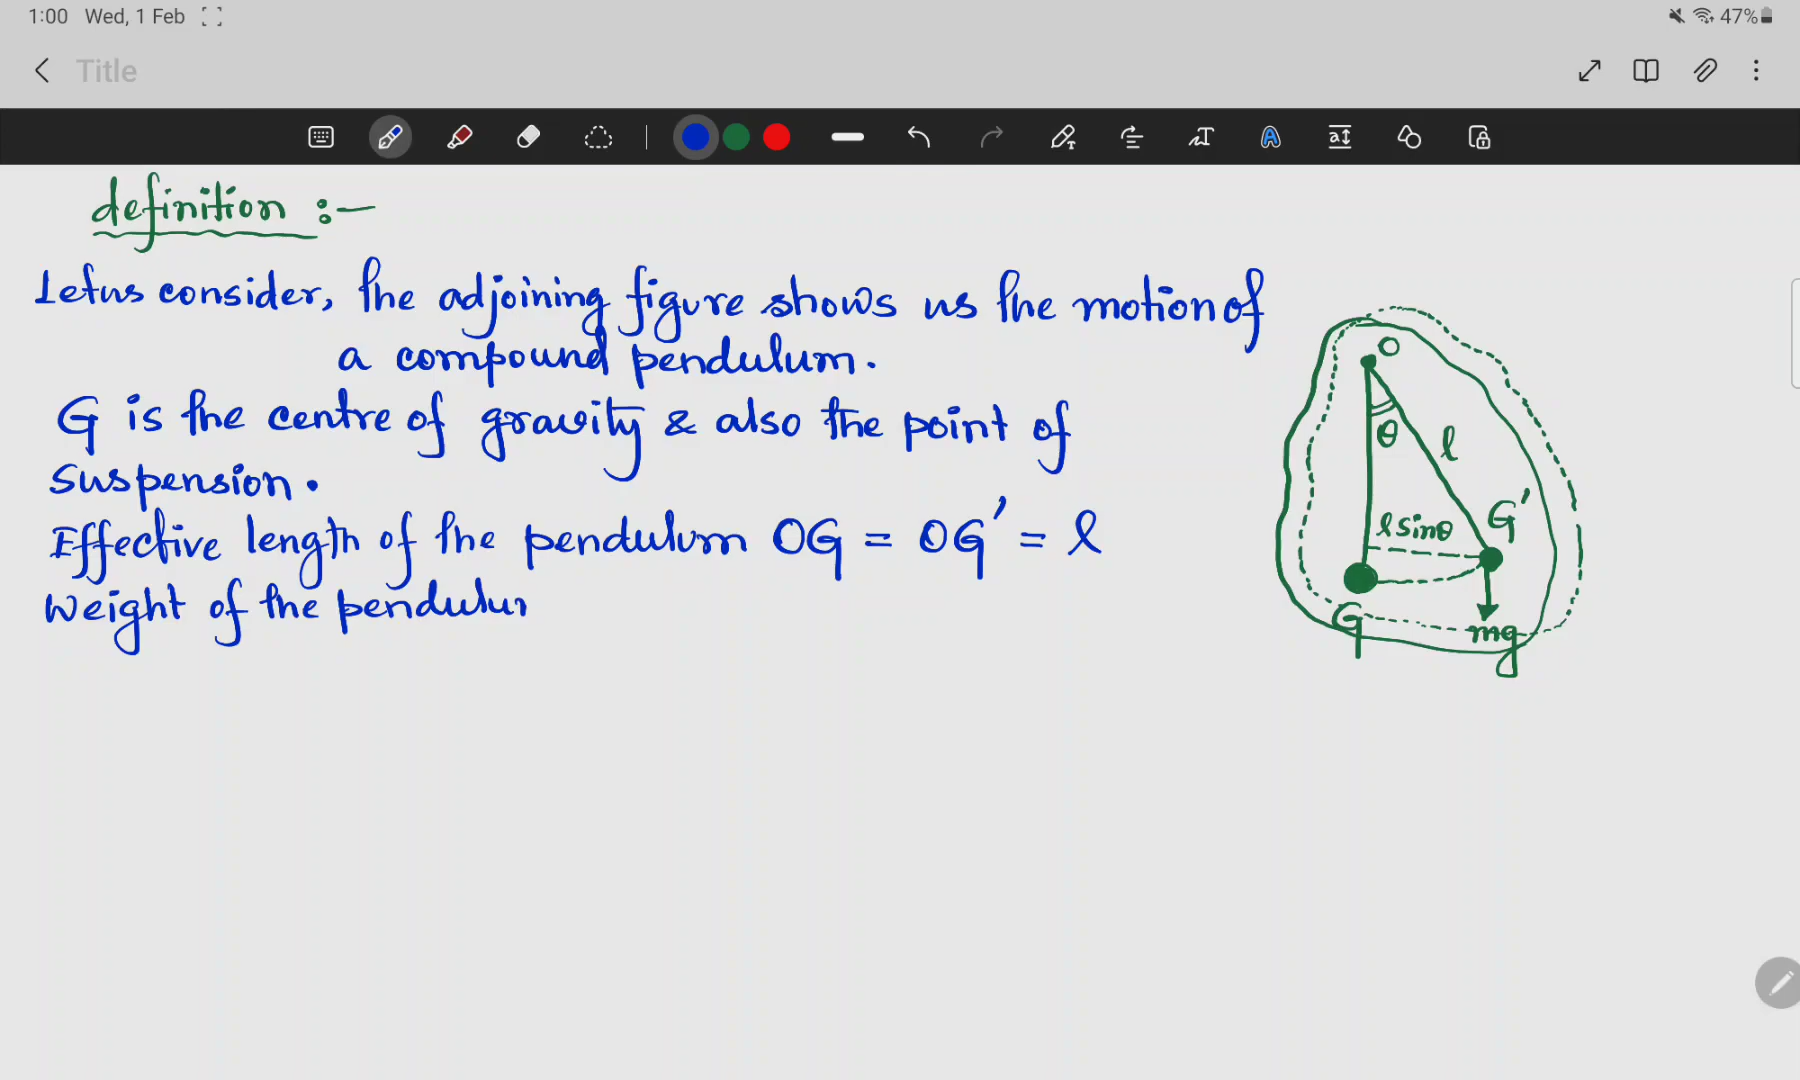 1:00 Wed, 1 Feb
47%
Title
definition :-
Let us consider, the adjoining figure shows us the motion of
a compound pendulum.
G is the centre of gravity & also the point of
suspension.
Effective length of the pendulum OG = OG' = l
Weight of the pendulum
O
θ
l
l sinθ
G'
G
mg